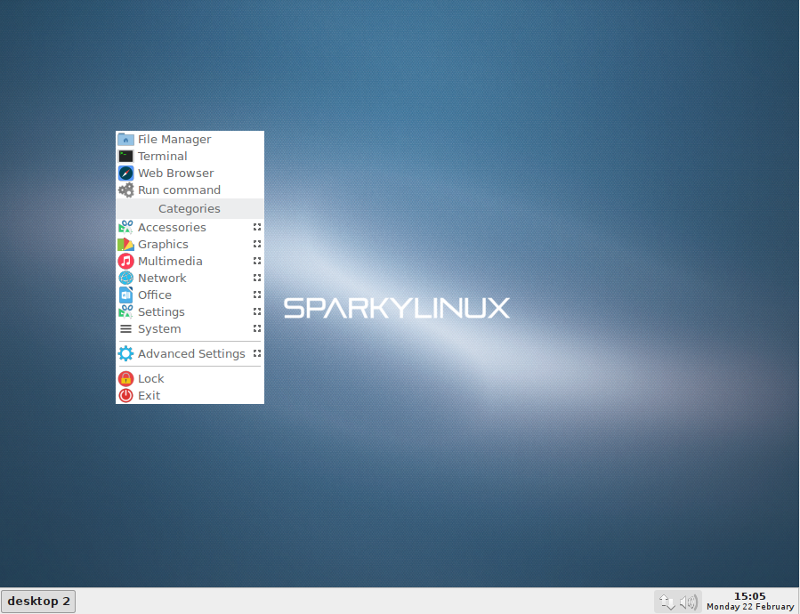 File Manager
Terminal
Web Browser
Run command
Categories
Accessories
Graphics
Multimedia
Network
Office
Settings
System
Advanced Settings
Lock
Exit
SPARKYLINUX
desktop 2
15:05
Monday 22 February